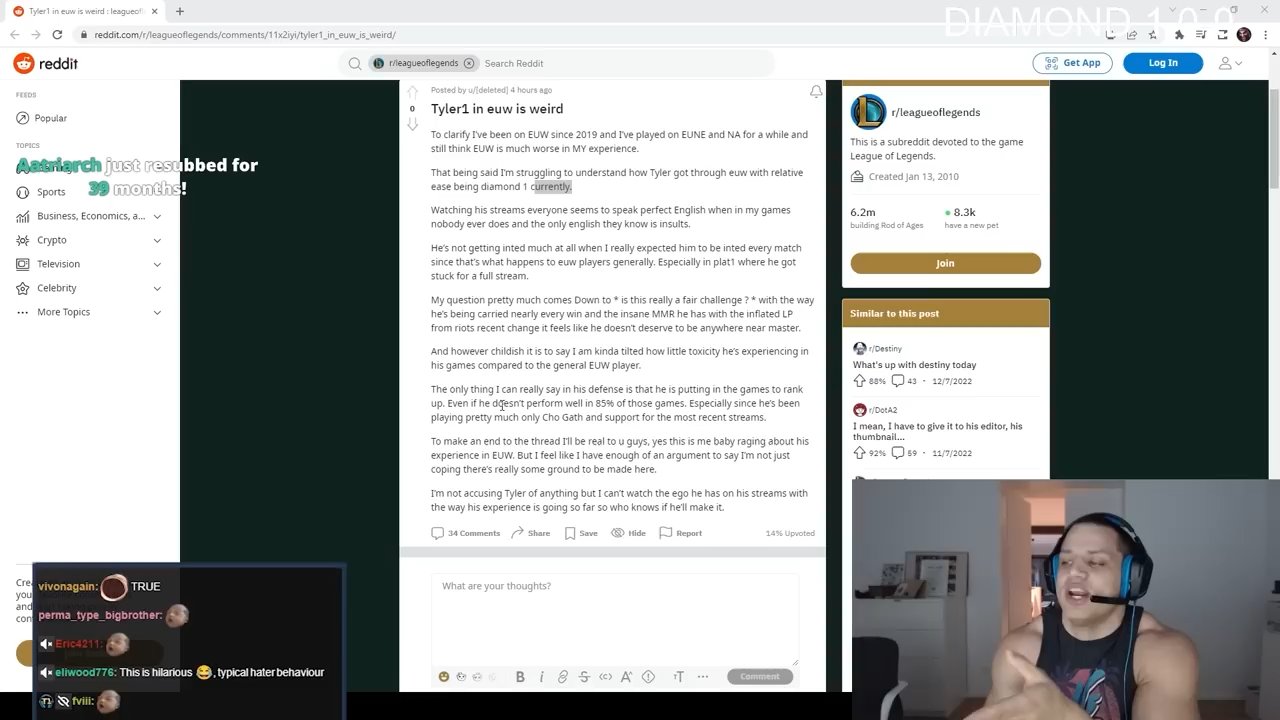 Tyler1 in euw is weird : leagueof
DIAMOND 1 0 0
reddit.com/r/leagueoflegends/comments/11x2iyi/tyler1_in_euw_is_weird/
reddit
r/leagueoflegends
Search Reddit
Get App
Log In
FEEDS
Popular
TOPICS
Aatriarch just resubbed for
39 months!
Sports
Business, Economics, a...
Crypto
Television
Celebrity
More Topics
Posted by u/[deleted] 4 hours ago
0
Tyler1 in euw is weird
To clarify I've been on EUW since 2019 and I've played on EUNE and NA for a while and
still think EUW is much worse in MY experience.
That being said I'm struggling to understand how Tyler got through euw with relative
ease being diamond 1 currently.
Watching his streams everyone seems to speak perfect English when in my games
nobody ever does and the only english they know is insults.
He's not getting inted much at all when I really expected him to be inted every match
since that's what happens to euw players generally. Especially in plat1 where he got
stuck for a full stream.
My question pretty much comes Down to * is this really a fair challenge ? * with the way
he's being carried nearly every win and the insane MMR he has with the inflated LP
from riots recent change it feels like he doesn't deserve to be anywhere near master.
And however childish it is to say I am kinda tilted how little toxicity he's experiencing in
his games compared to the general EUW player.
The only thing I can really say in his defense is that he is putting in the games to rank
up. Even if he doesn't perform well in 85% of those games. Especially since he's been
playing pretty much only Cho Gath and support for the most recent streams.
To make an end to the thread I'll be real to u guys, yes this is me baby raging about his
experience in EUW. But I feel like I have enough of an argument to say I'm not just
coping there's really some ground to be made here.
I'm not accusing Tyler of anything but I can't watch the ego he has on his streams with
the way his experience is going so far so who knows if he'll make it.
34 Comments
Share
Save
Hide
Report
14% Upvoted
What are your thoughts?
Comment
r/leagueoflegends
This is a subreddit devoted to the game
League of Legends.
Created Jan 13, 2010
6.2m
building Rod of Ages
8.3k
have a new pet
Join
Similar to this post
r/Destiny
What's up with destiny today
88% 43 · 12/7/2022
r/DotA2
I mean, I have to give it to his editor, his
thumbnail...
92% 59 · 11/7/2022
vivonagain: TRUE
perma_type_bigbrother:
Eric4211:
eliwood776: This is hilarious 😂, typical hater behaviour
fviii: